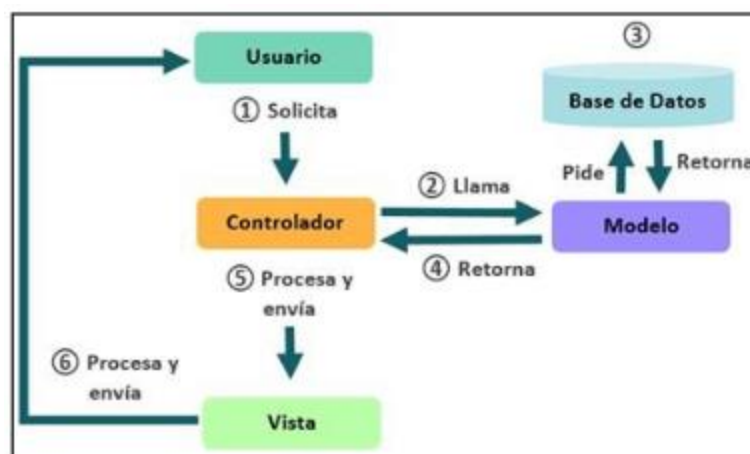 ③
Usuario
Base de Datos
① Solicita
Pide
Retorna
② Llama
Controlador
Modelo
④ Retorna
⑤ Procesa y
envía
⑥ Procesa y
envía
Vista